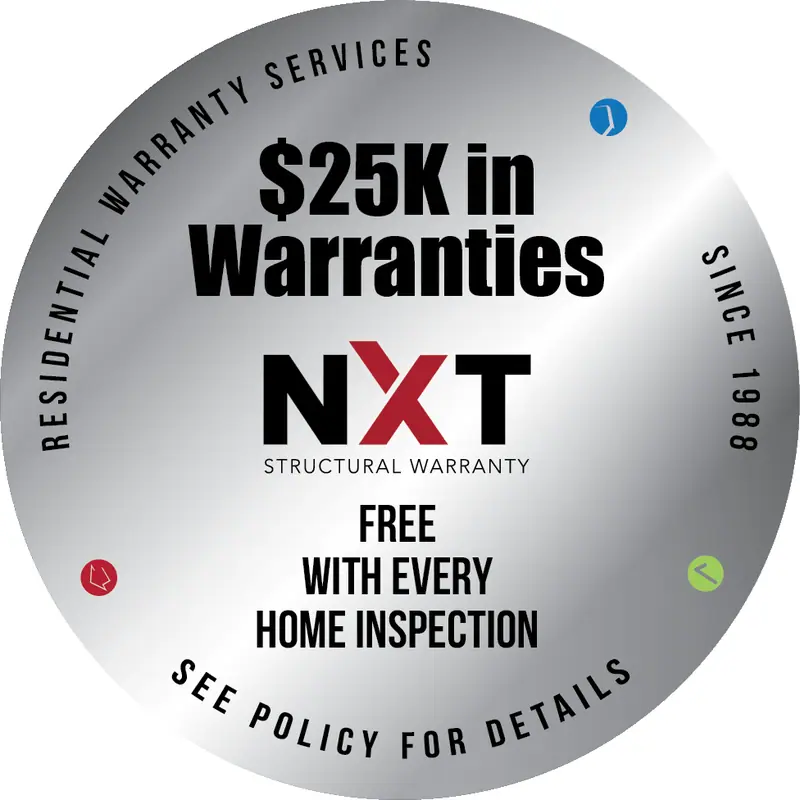 RESIDENTIAL WARRANTY SERVICES
SINCE 1988
$25K in
Warranties
NXT
STRUCTURAL WARRANTY
FREE
WITH EVERY
HOME INSPECTION
SEE POLICY FOR DETAILS